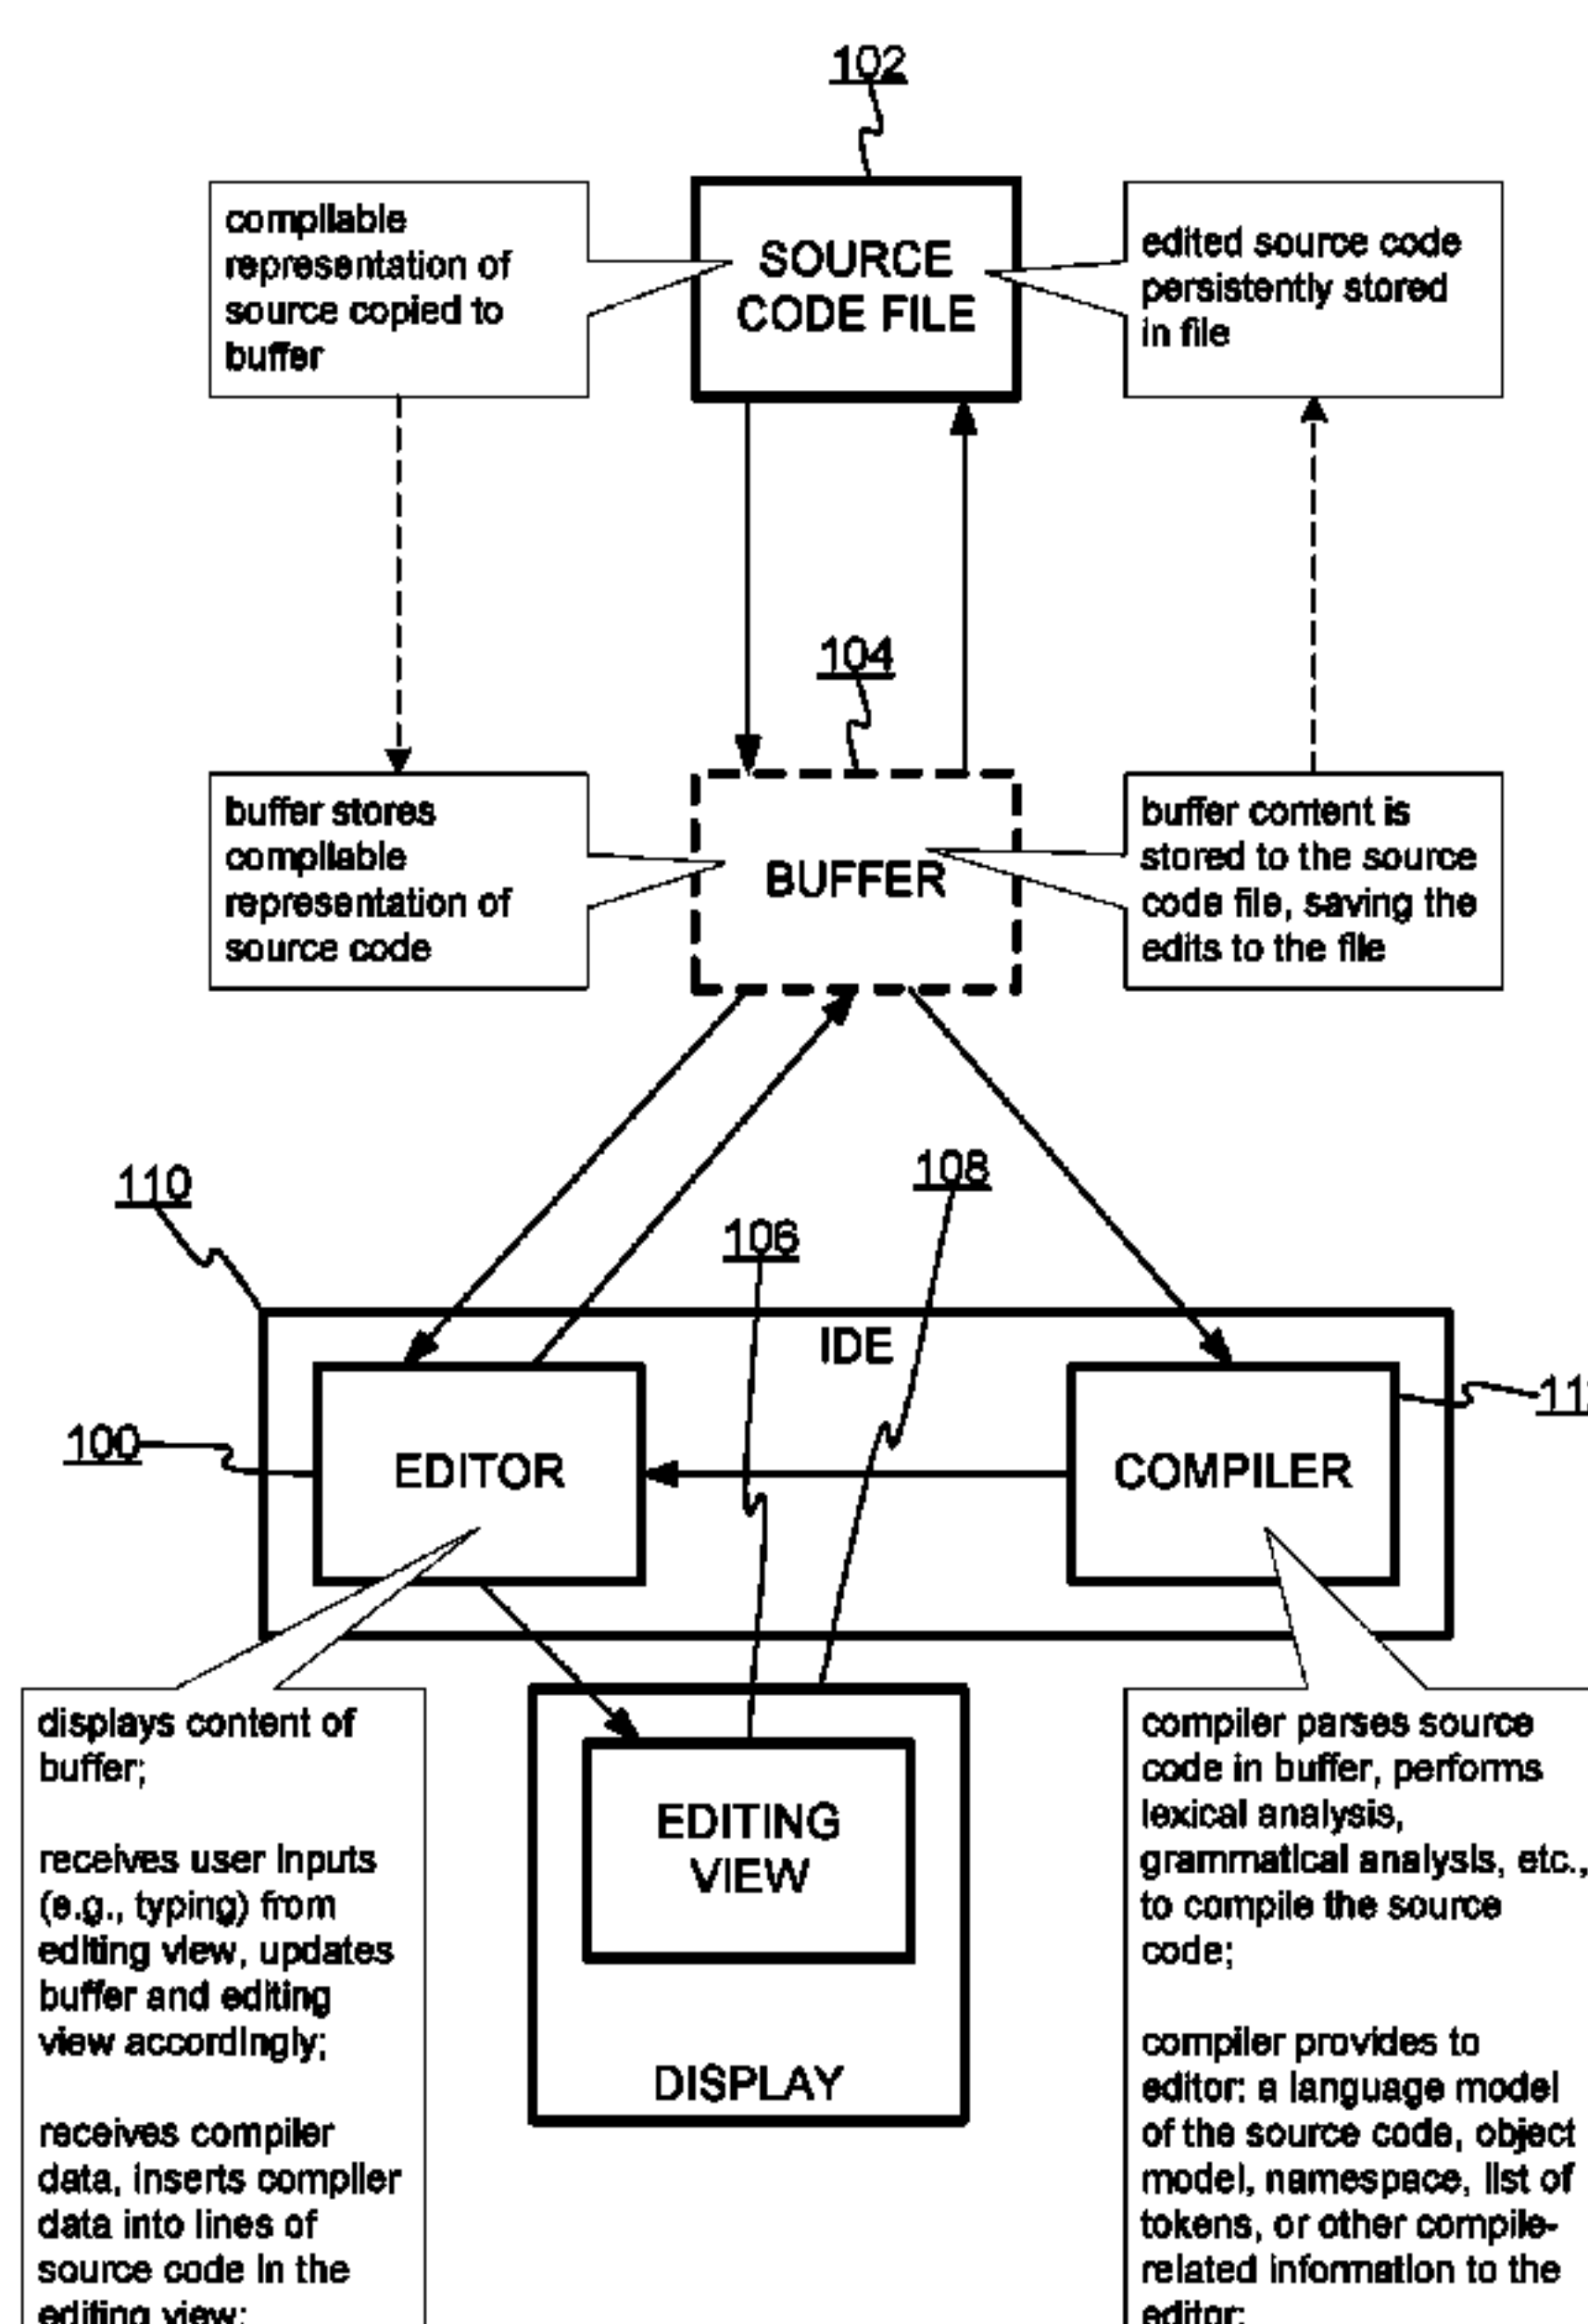 102
compilable
representation of
source copied to
buffer
SOURCE
CODE FILE
edited source code
persistently stored
in file
104
buffer stores
compilable
representation of
source code
BUFFER
buffer content is
stored to the source
code file, saving the
edits to the file
110
108
106
IDE
100
EDITOR
COMPILER
displays content of
buffer;
receives user inputs
(e.g., typing) from
editing view, updates
buffer and editing
view accordingly;
receives compiler
data, inserts compiler
data into lines of
source code in the
editing view;
EDITING
VIEW
DISPLAY
compiler parses source
code in buffer, performs
lexical analysis,
grammatical analysis, etc.,
to compile the source
code;
compiler provides to
editor: a language model
of the source code, object
model, namespace, list of
tokens, or other compile-
related information to the
editor;